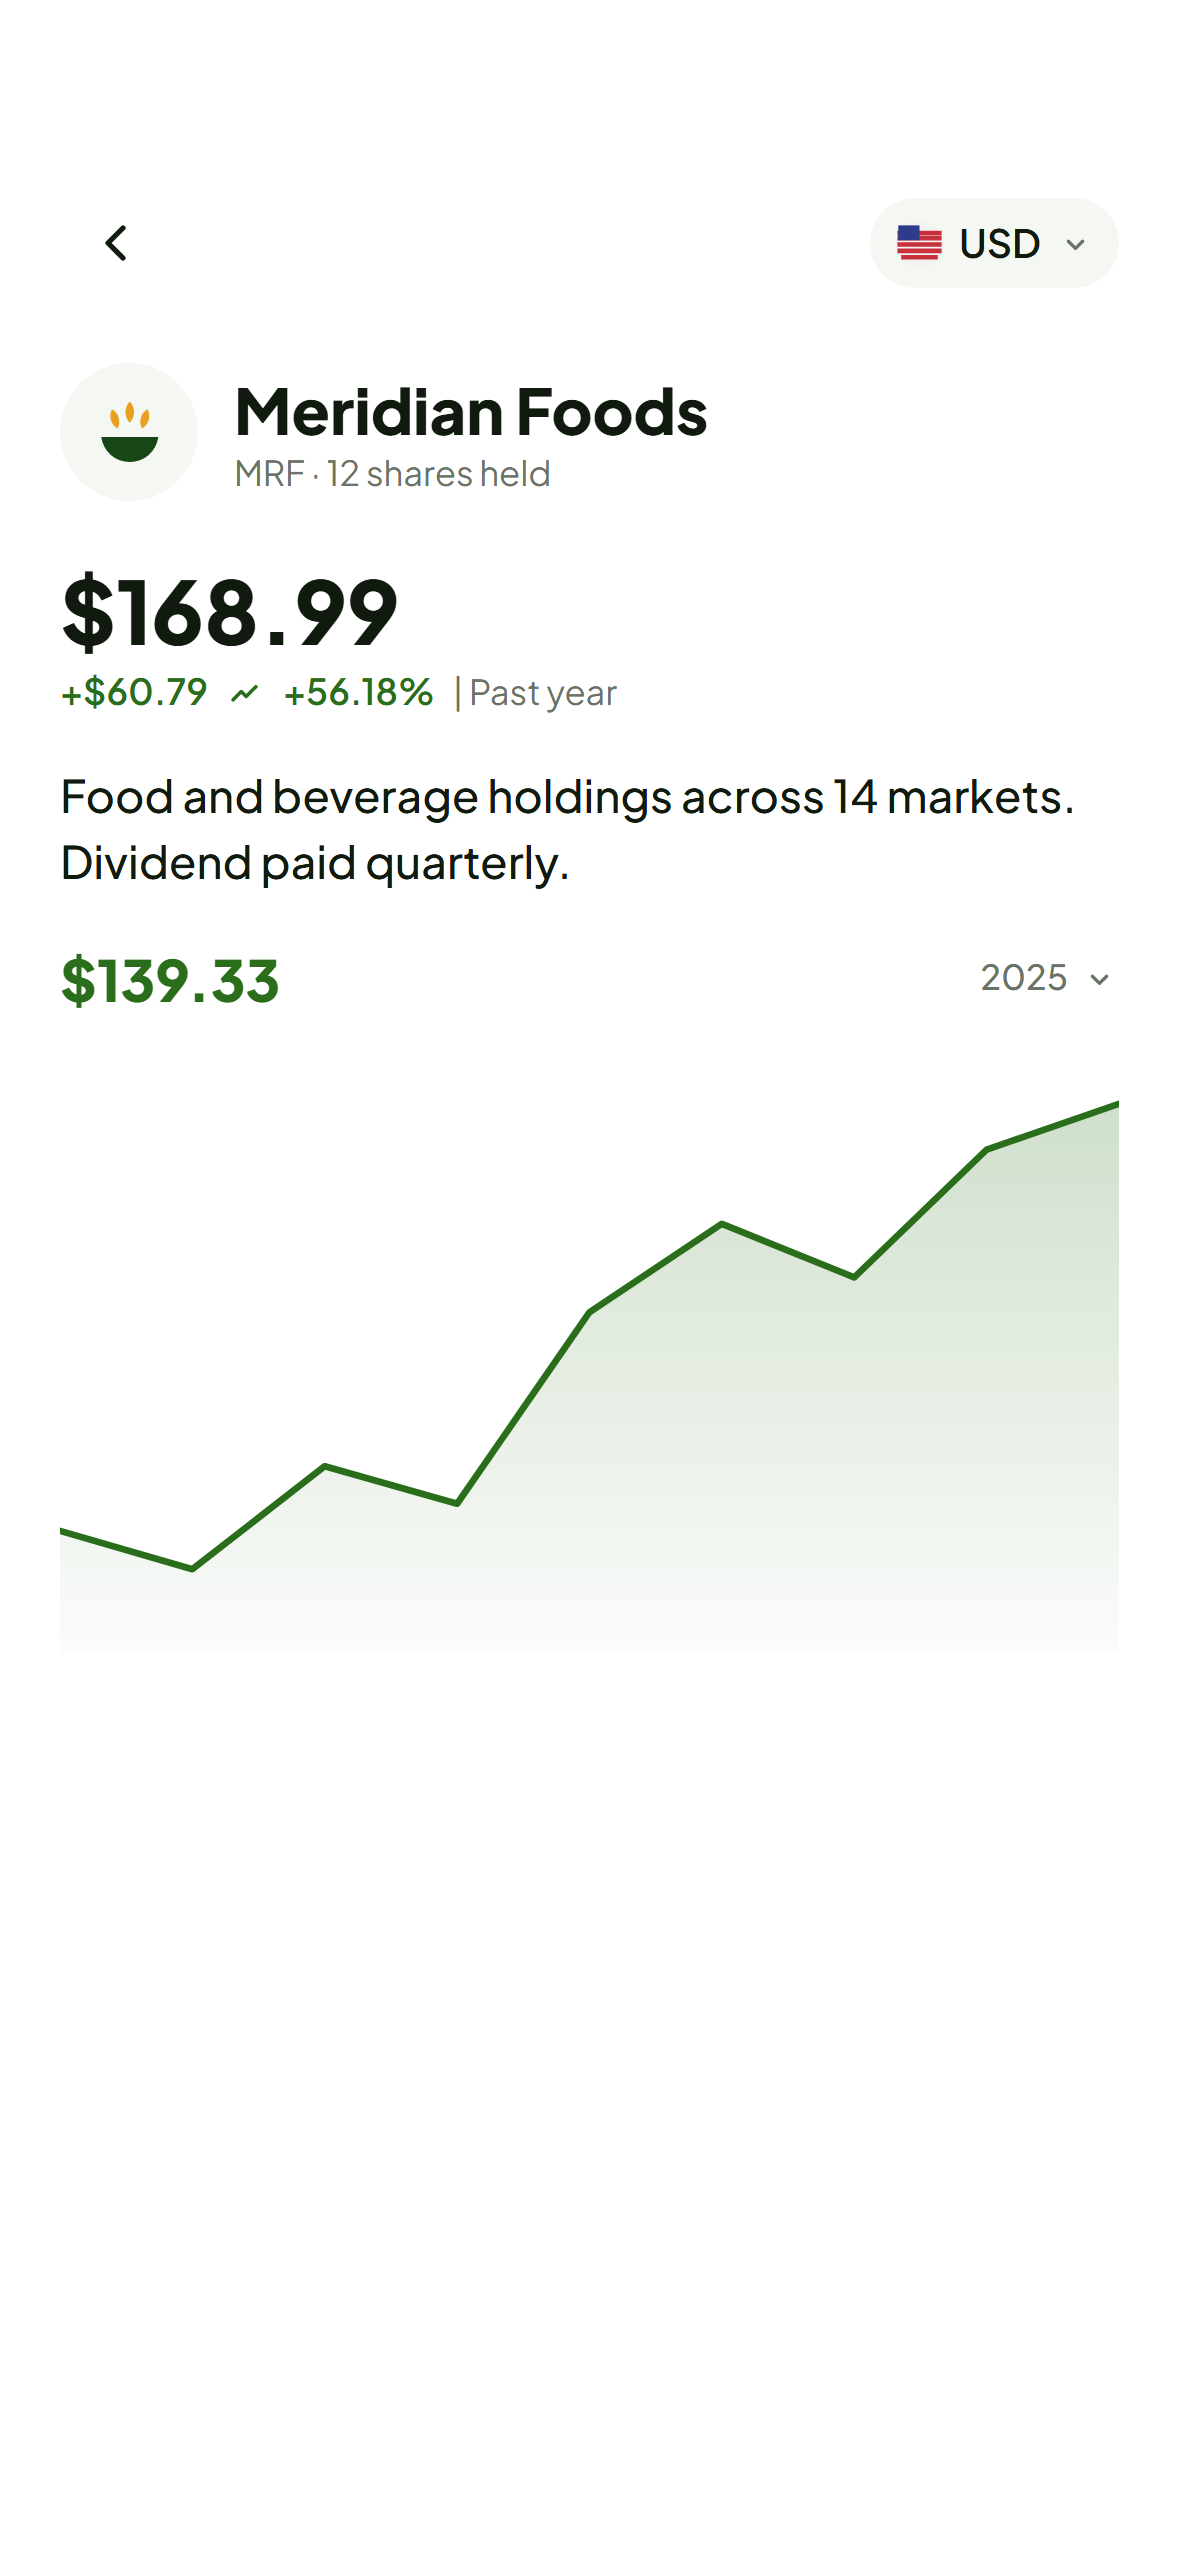 USD
Meridian Foods
MRF · 12 shares held
$168.99
+$60.79 +56.18% | Past year
Food and beverage holdings across 14 markets.
Dividend paid quarterly.
$139.33 2025